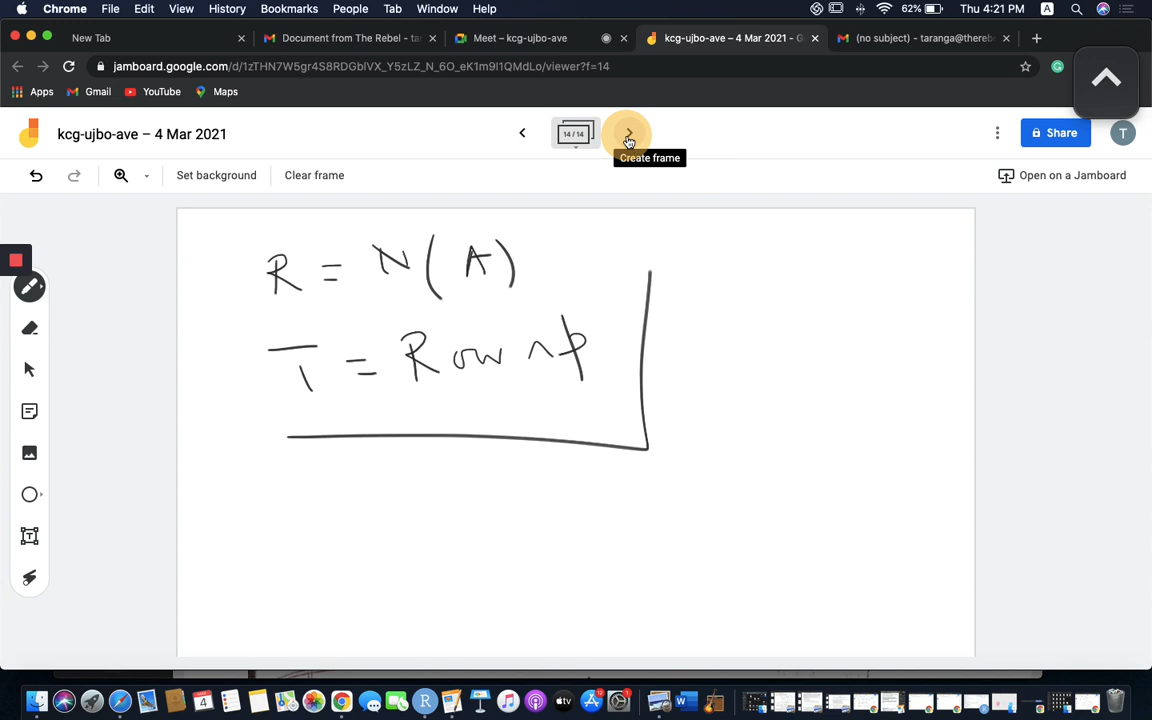 Chrome File Edit View History Bookmarks People Tab Window Help 62% Thu 4:21 PM A
New Tab Document from The Rebel - ta Meet – kcg-ujbo-ave kcg-ujbo-ave – 4 Mar 2021 - G (no subject) - taranga@thereb
jamboard.google.com/d/1zTHN7W5gr4S8RDGbIVX_Y5zLZ_N_6O_eK1m9l1QMdLo/viewer?f=14
Apps Gmail YouTube Maps
kcg-ujbo-ave – 4 Mar 2021 14 / 14 Share T
Create frame
Set background Clear frame Open on a Jamboard
R = N(A)
T = Row